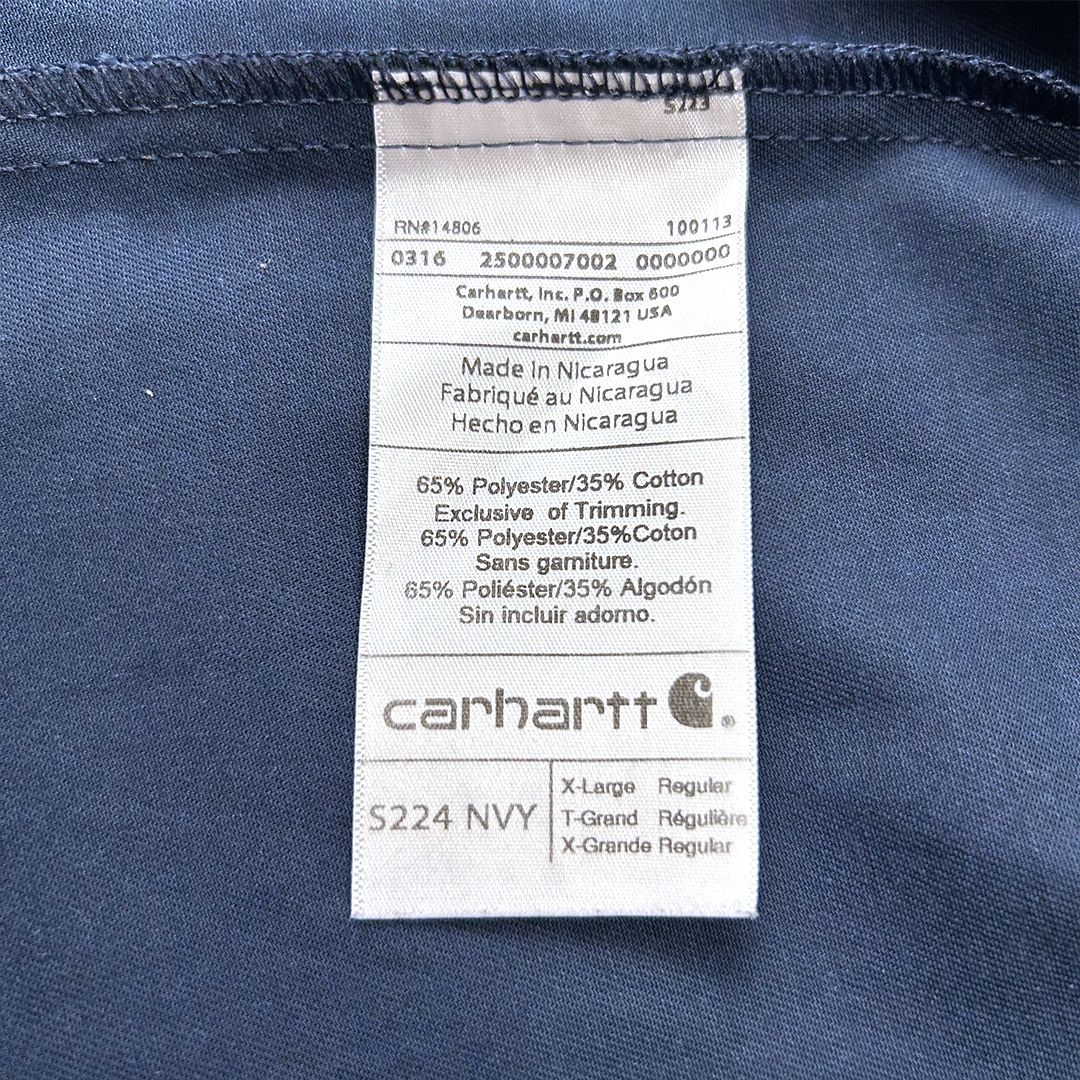 RN#14806 100113
0316 2500007002 0000000
Carhartt, Inc. P.O. Box 600
Dearborn, MI 48121 USA
carhartt.com
Made in Nicaragua
Fabriqué au Nicaragua
Hecho en Nicaragua
65% Polyester/35% Cotton
Exclusive of Trimming.
65% Polyester/35%Coton
Sans garniture.
65% Poliéster/35% Algodón
Sin incluir adorno.
carhartt
S224 NVY
X-Large Regular
T-Grand Régulière
X-Grande Regular